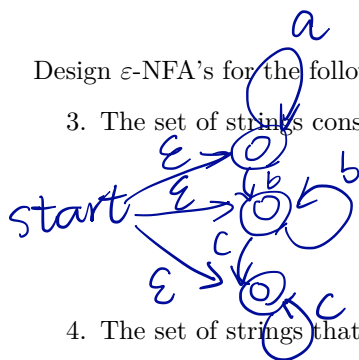 a
Design ε-NFA's for the follo
3. The set of strings cons
ε
ε b b
start
c
ε c
4. The set of strings that